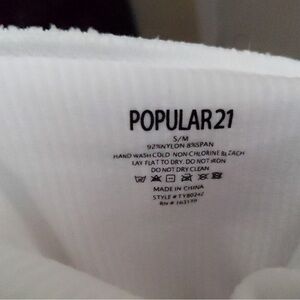 POPULAR21
S/M
92%NYLON 8%SPAN
HAND WASH COLD NON CHLORINE BLEACH
LAY FLAT TO DRY. DO NOT IRON
DO NOT DRY CLEAN
MADE IN CHINA
STYLE #
RN #